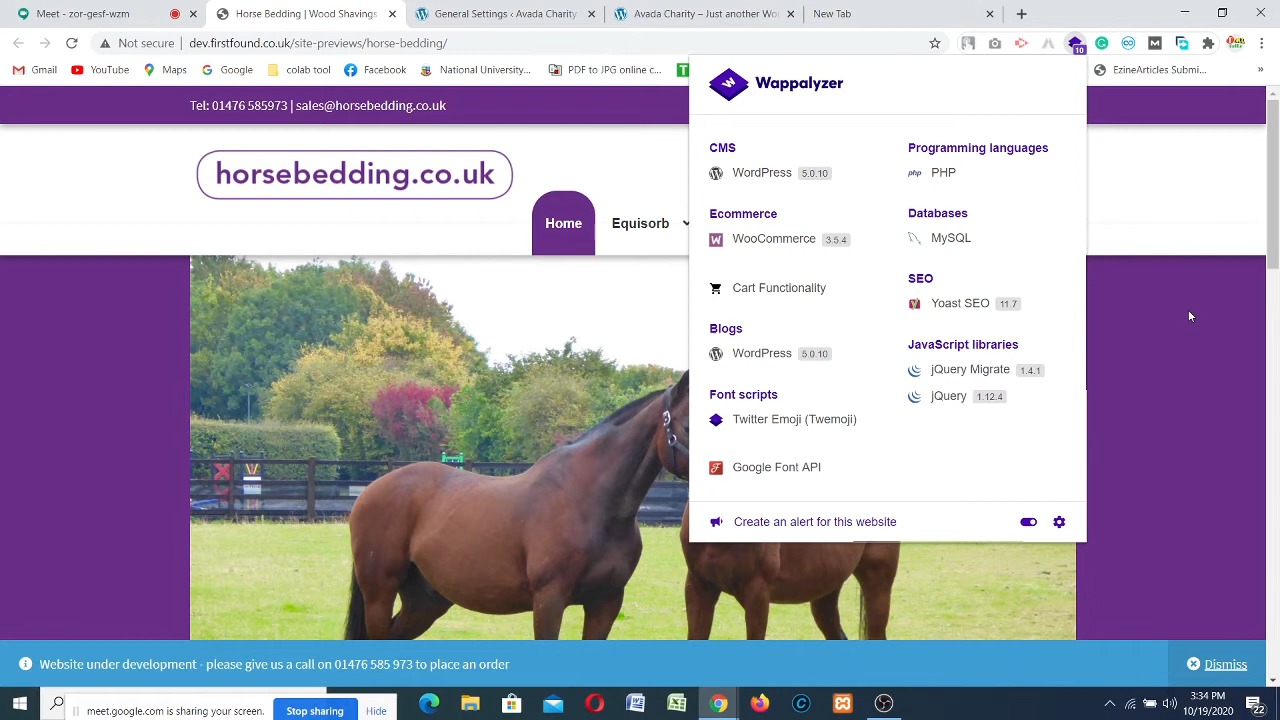 Meet – zor-gesf-wzm
Horse Bedding | Wood Shavings
General Settings ‹ Avada Charity
Avada Charity – Just another Wo
New Tab
Not secure | dev.firstfound.co.uk/site-previews/horse-bedding/
10
Gmail YouTube Maps Google colab tool Facebook National University... PDF to JPG online c... EzineArticles Submi... »
Tel: 01476 585973 | sales@horsebedding.co.uk
horsebedding.co.uk
Home Equisorb
Wappalyzer
CMS
WordPress 5.0.10
Ecommerce
WooCommerce 3.5.4
Cart Functionality
Blogs
WordPress 5.0.10
Font scripts
Twitter Emoji (Twemoji)
Google Font API
Programming languages
php PHP
Databases
MySQL
SEO
Yoast SEO 11.7
JavaScript libraries
jQuery Migrate 1.4.1
jQuery 1.12.4
Create an alert for this website
Website under development - please give us a call on 01476 585 973 to place an order
Dismiss
meet.google.com is sharing your screen. Stop sharing Hide
3:34 PM
10/19/2020
22